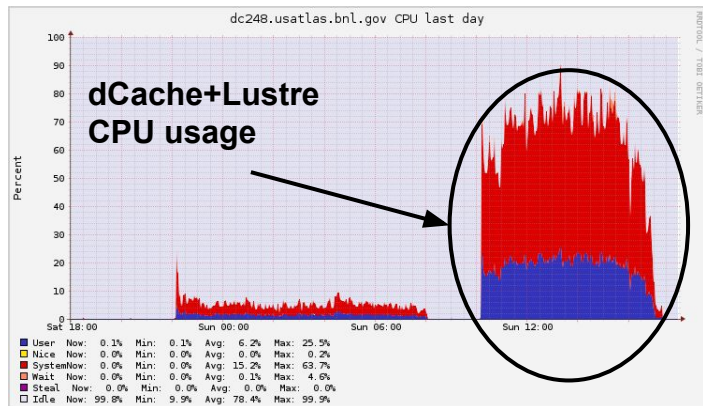 dc248.usatlas.bnl.gov CPU last day
RRDTOOL / TOBI OETIKER
100
90
80
70
60
50
40
30
20
10
0
Percent
dCache+Lustre
CPU usage
Sat 18:00 Sun 00:00 Sun 06:00 Sun 12:00
User Now: 0.1% Min: 0.1% Avg: 6.2% Max: 25.5%
Nice Now: 0.0% Min: 0.0% Avg: 0.0% Max: 0.2%
SystemNow: 0.0% Min: 0.0% Avg: 15.2% Max: 63.7%
Wait Now: 0.0% Min: 0.0% Avg: 0.1% Max: 4.6%
Steal Now: 0.0% Min: 0.0% Avg: 0.0% Max: 0.0%
Idle Now: 99.8% Min: 9.9% Avg: 78.4% Max: 99.9%